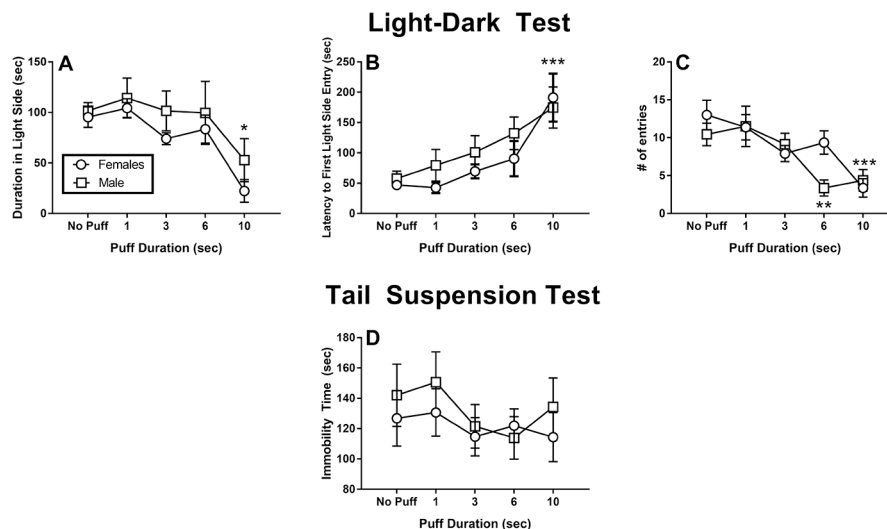 Light-Dark Test
A
Duration in Light Side (sec)
150
100
50
0
*
Females
Male
No Puff 1 3 6 10
Puff Duration (sec)
B
Latency to First Light Side Entry (sec)
250
200
150
100
50
0
***
No Puff 1 3 6 10
Puff Duration (sec)
C
# of entries
20
15
10
5
0
***
**
No Puff 1 3 6 10
Puff Duration (sec)
Tail Suspension Test
D
Immobility Time (sec)
180
160
140
120
100
80
No Puff 1 3 6 10
Puff Duration (sec)